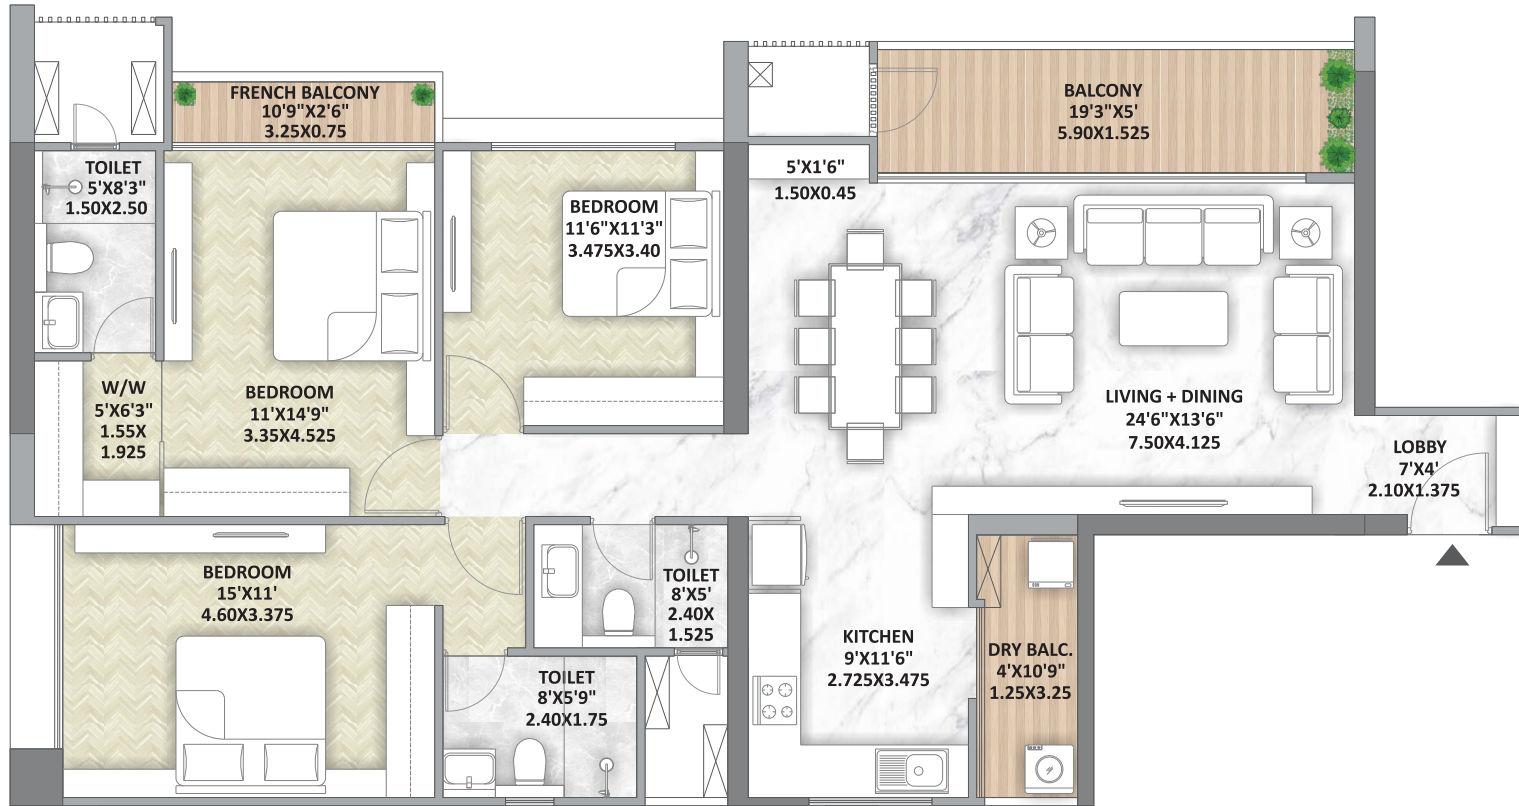 FRENCH BALCONY
10'9"X2'6"
3.25X0.75
BALCONY
19'3"X5'
5.90X1.525
TOILET
5'X8'3"
1.50X2.50
5'X1'6"
1.50X0.45
BEDROOM
11'6"X11'3"
3.475X3.40
W/W
5'X6'3"
1.55X
1.925
BEDROOM
11'X14'9"
3.35X4.525
LIVING + DINING
24'6"X13'6"
7.50X4.125
LOBBY
7'X4'
2.10X1.375
BEDROOM
15'X11'
4.60X3.375
TOILET
8'X5'
2.40X
1.525
KITCHEN
9'X11'6"
2.725X3.475
DRY BALC.
4'X10'9"
1.25X3.25
TOILET
8'X5'9"
2.40X1.75